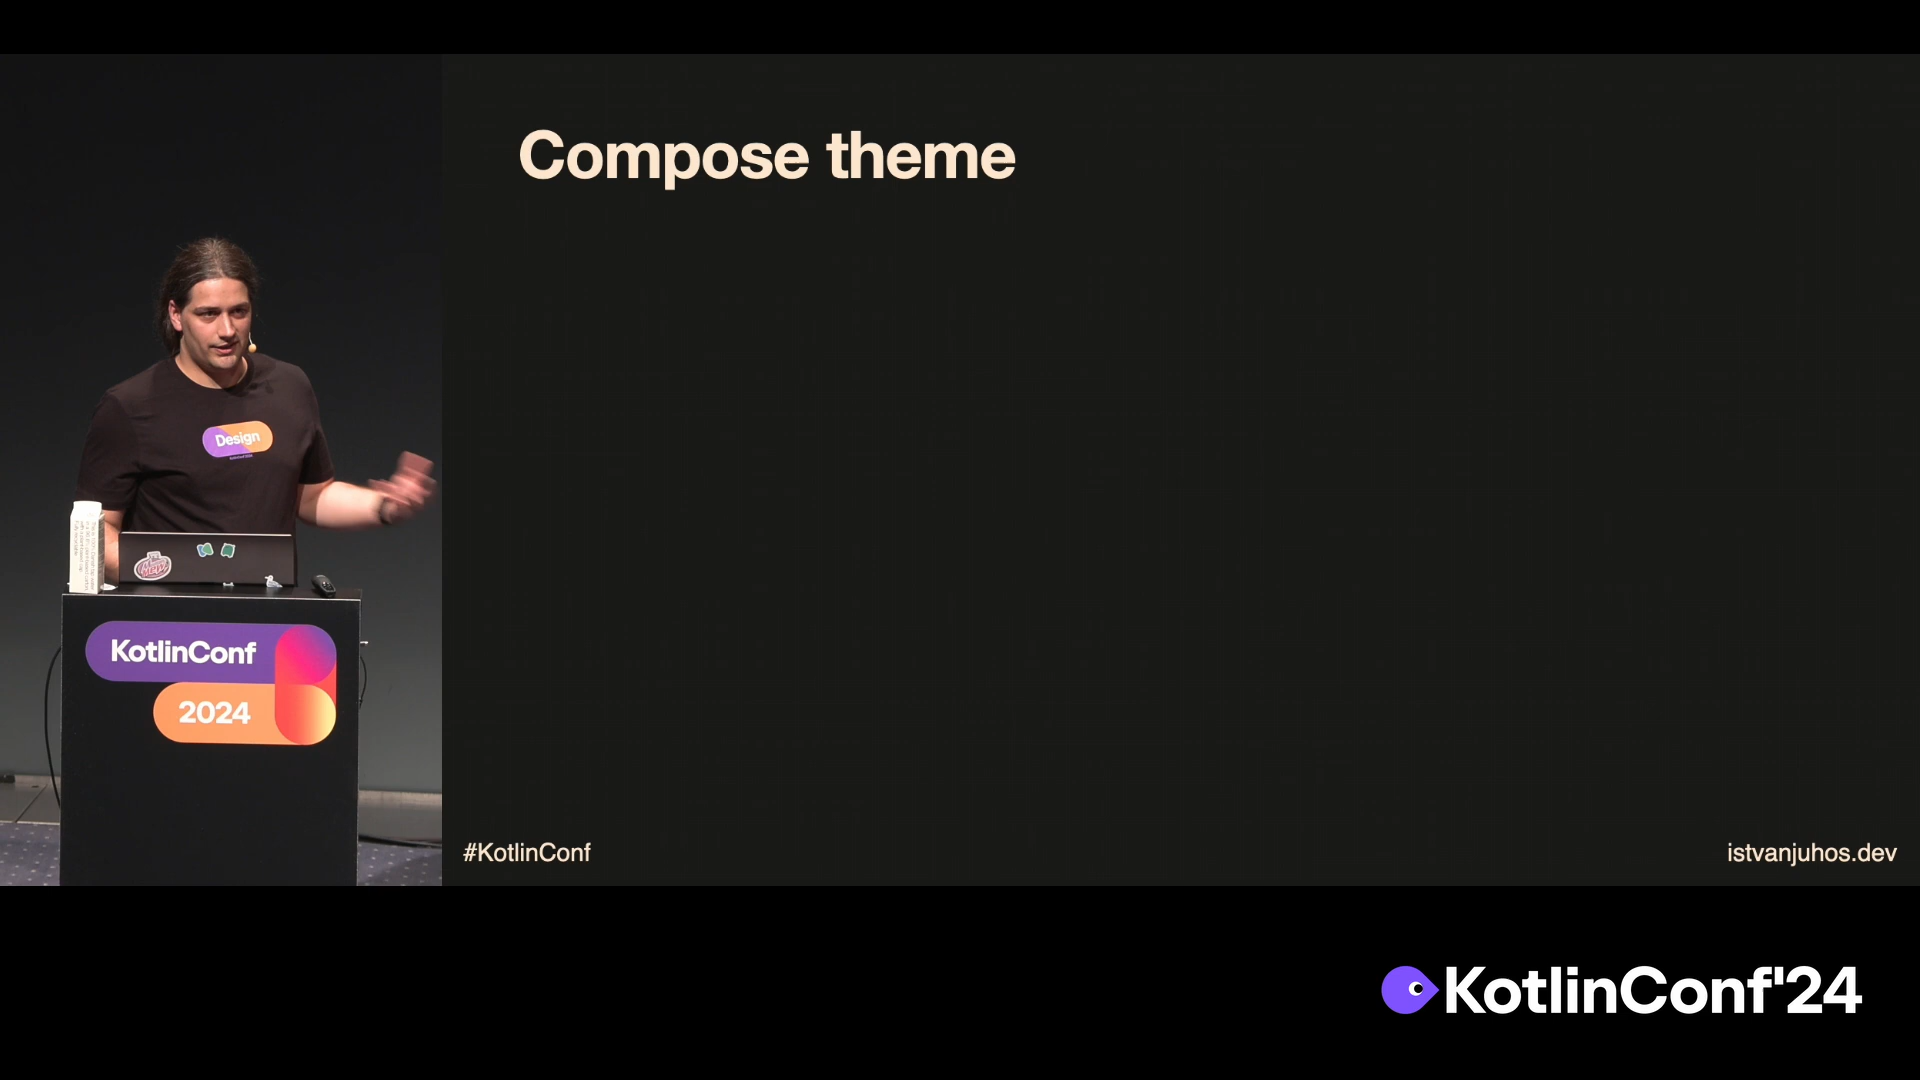 Compose theme
Design
KotlinConf
2024
#KotlinConf
istvanjuhos.dev
KotlinConf'24